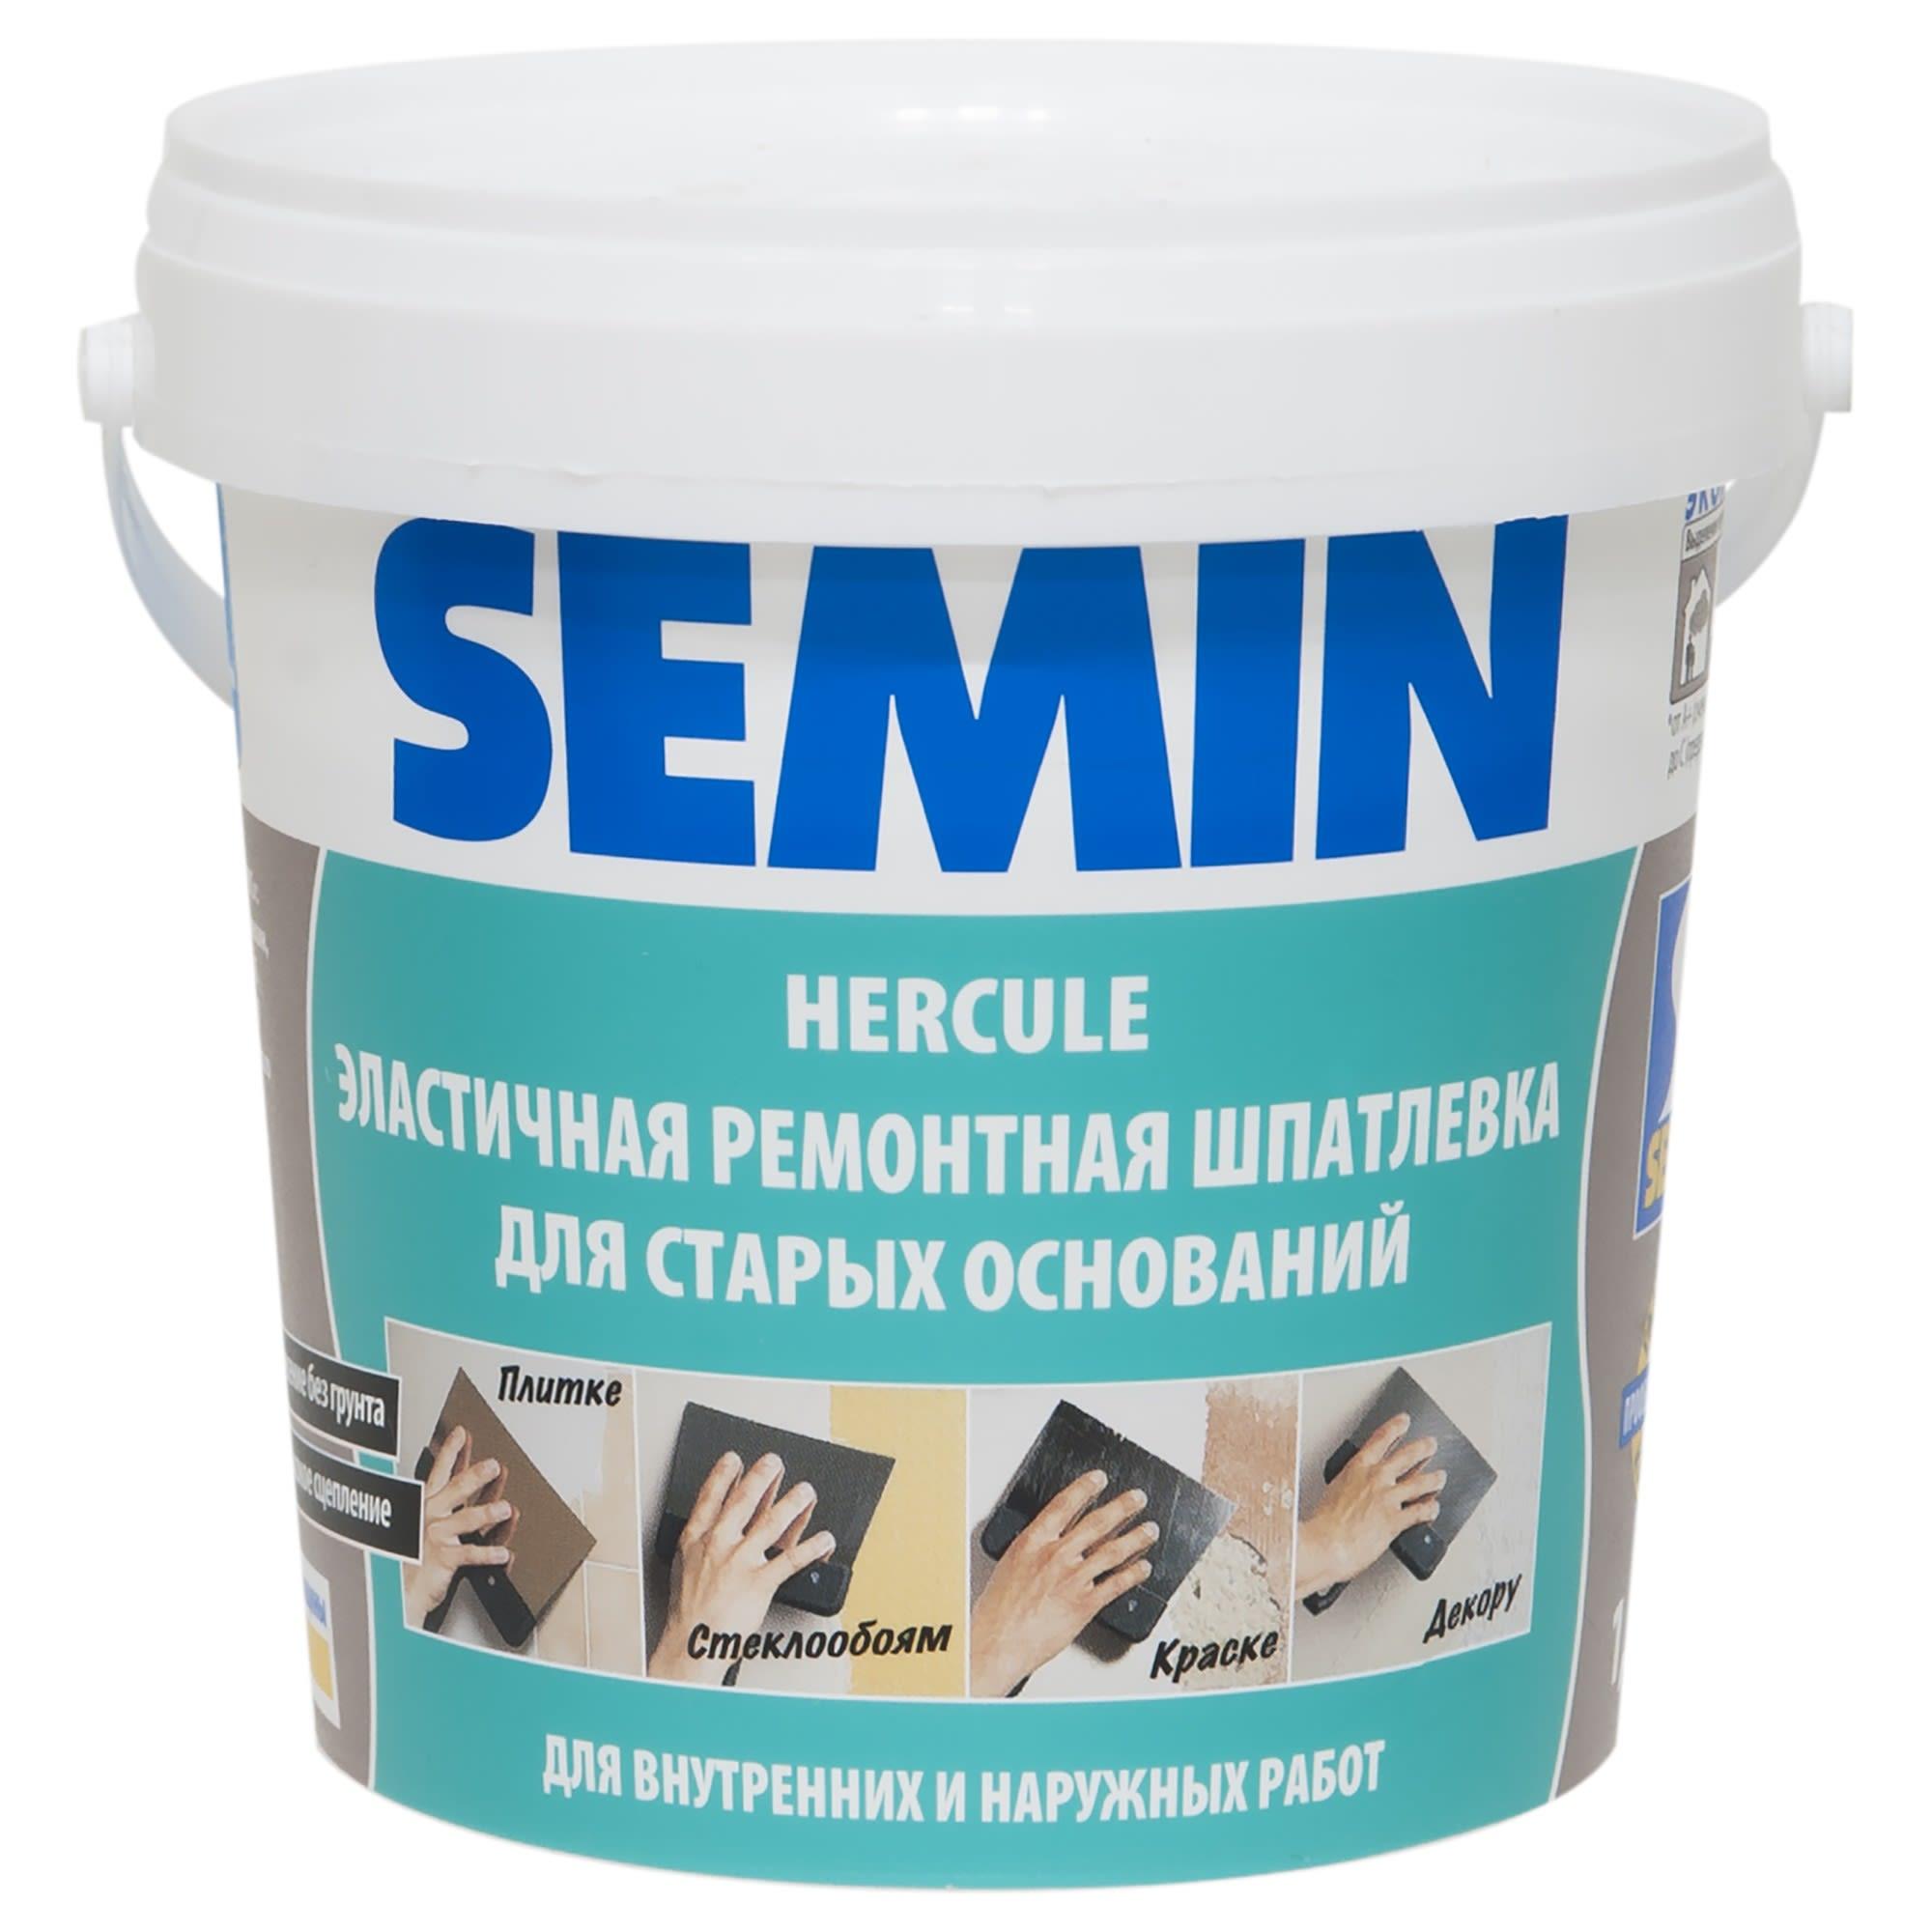 SEMIN
HERCULE
ЭЛАСТИЧНАЯ РЕМОНТНАЯ ШПАТЛЕВКА
ДЛЯ СТАРЫХ ОСНОВАНИЙ
Плитке
Стеклообоям
Краске
Декору
без грунта
сцепление
ДЛЯ ВНУТРЕННИХ И НАРУЖНЫХ РАБОТ